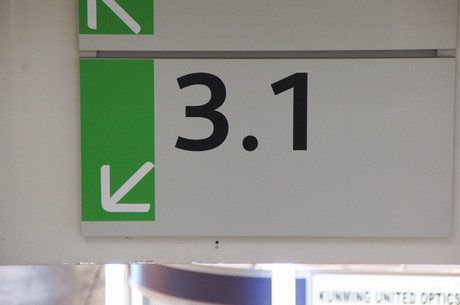 3.1
KUNMING UNITED OPTICS